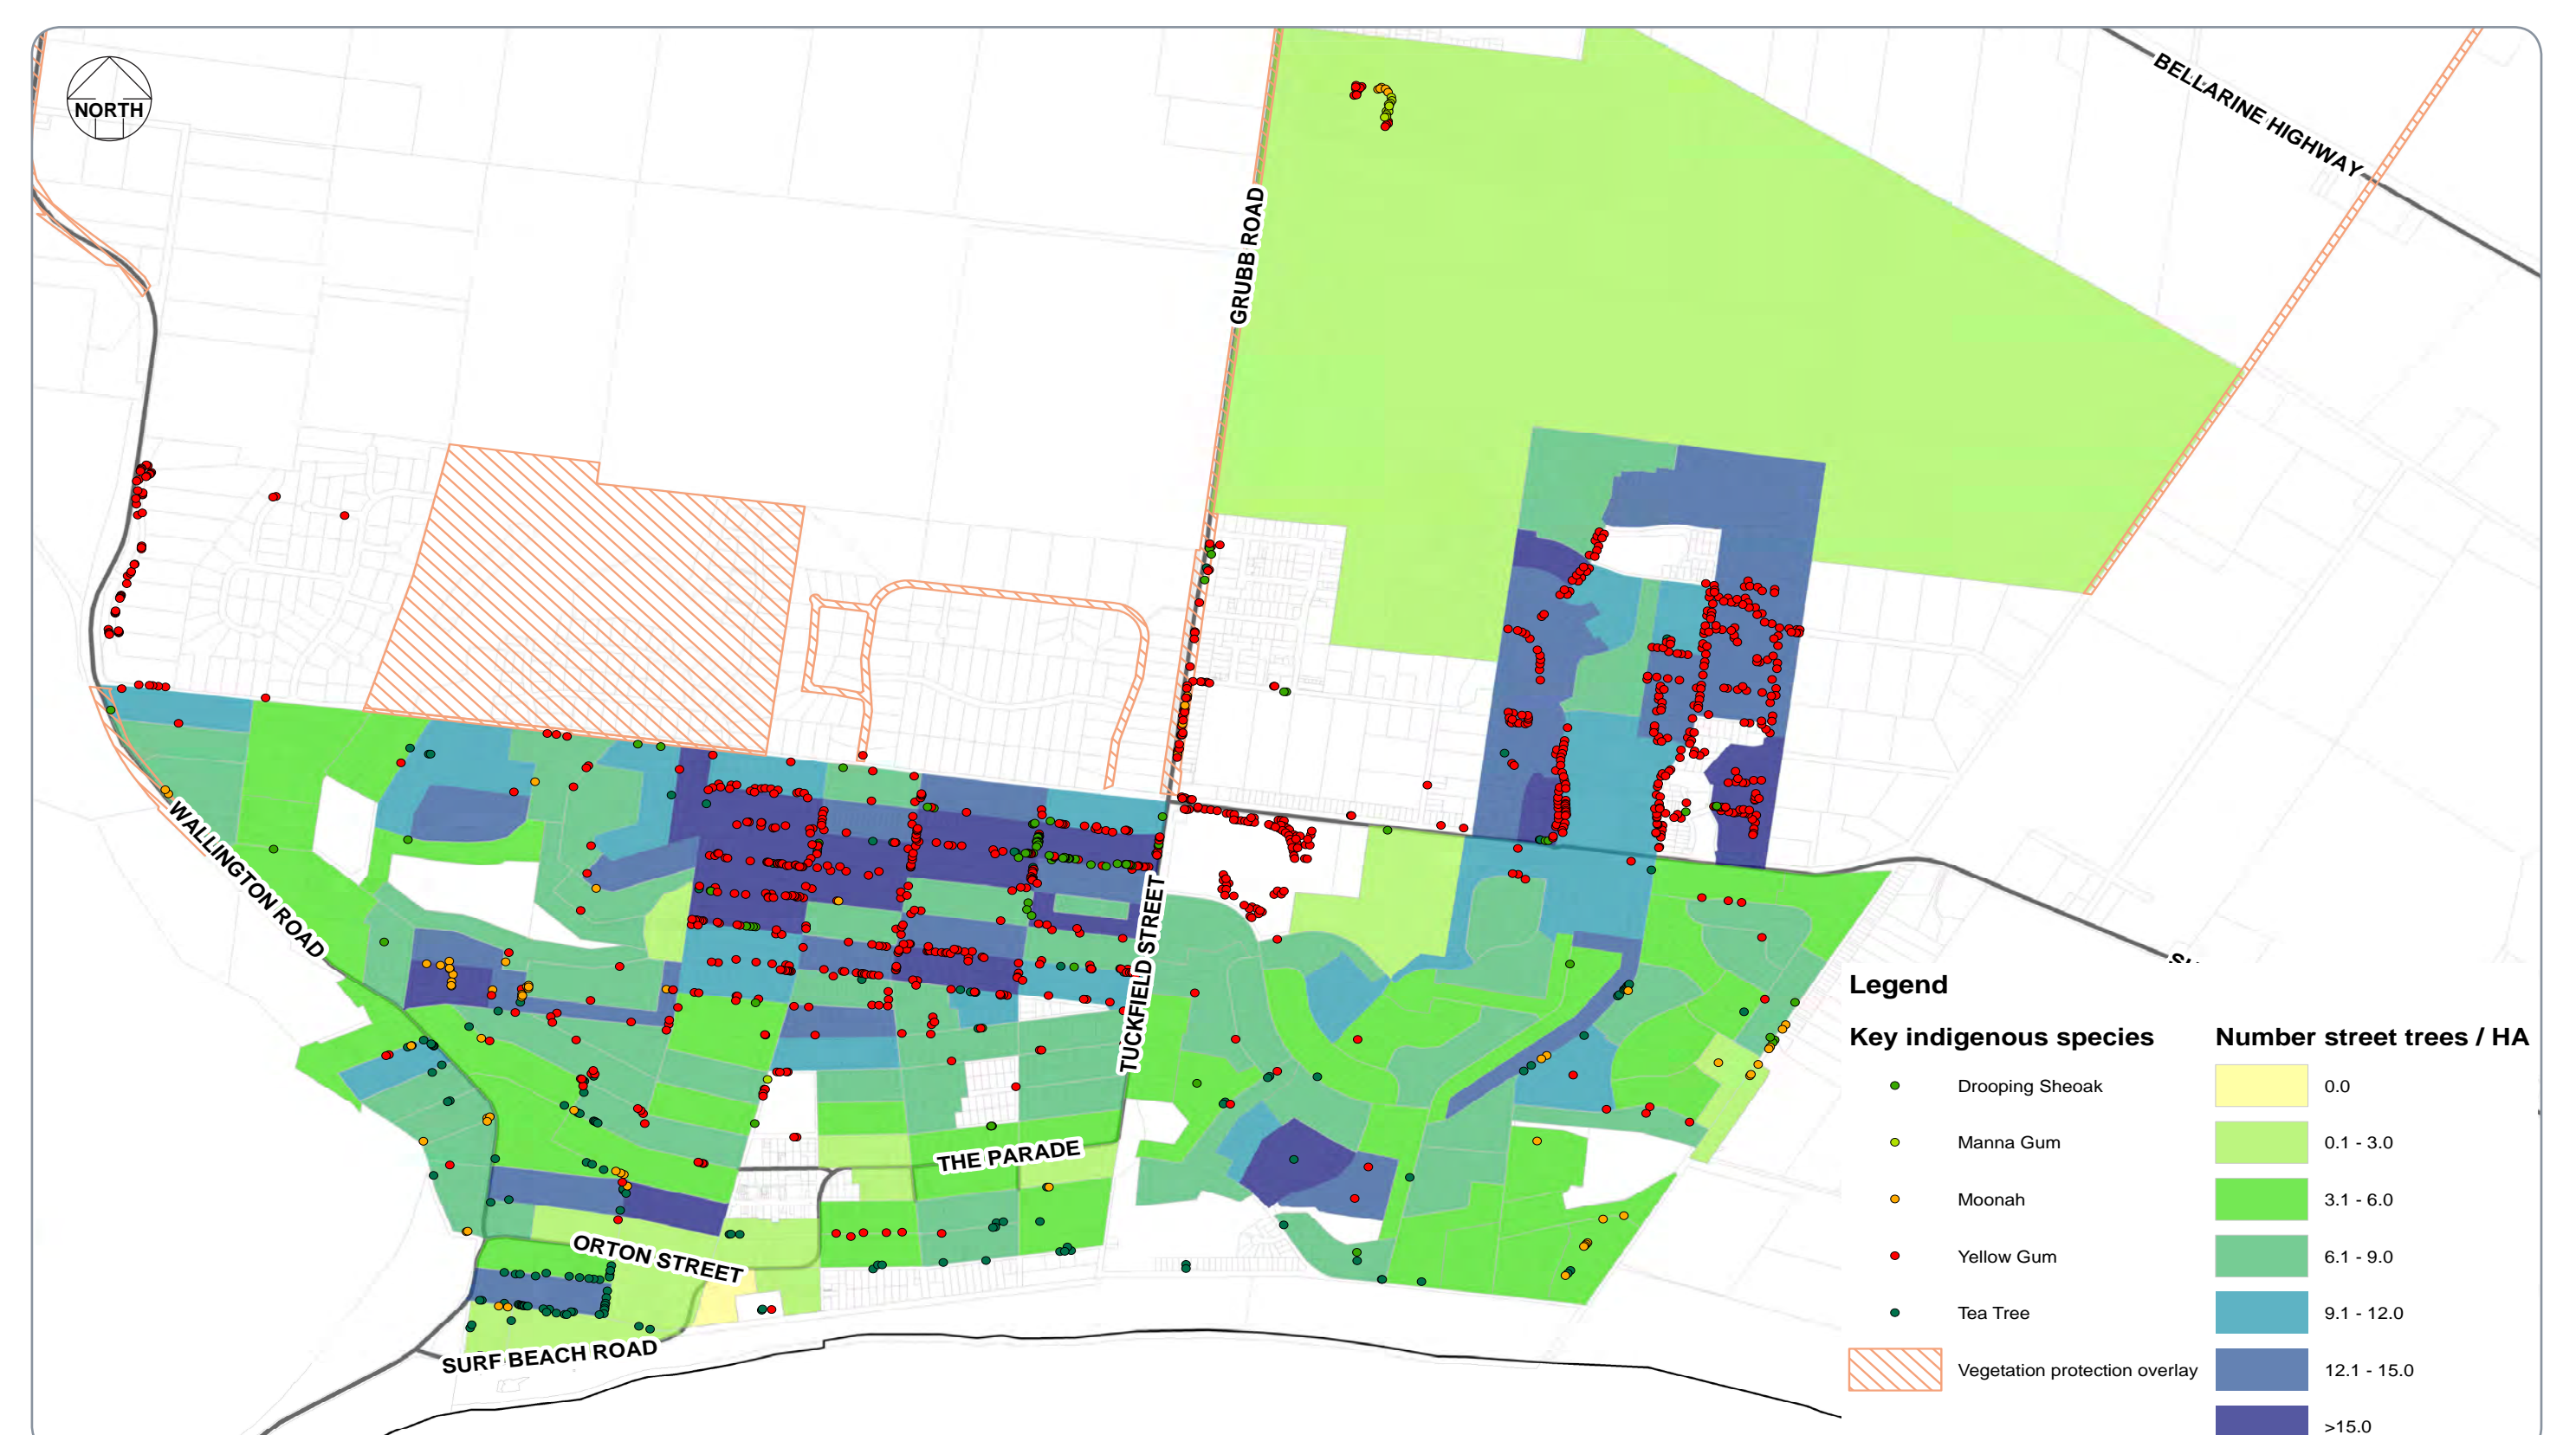 NORTH
BELLARINE HIGHWAY
GRUBB ROAD
WALLINGTON ROAD
TUCKFIELD STREET
THE PARADE
ORTON STREET
SURF BEACH ROAD
Legend
Key indigenous species
Drooping Sheoak
Manna Gum
Moonah
Yellow Gum
Tea Tree
Vegetation protection overlay
Number street trees / HA
0.0
0.1 - 3.0
3.1 - 6.0
6.1 - 9.0
9.1 - 12.0
12.1 - 15.0
>15.0